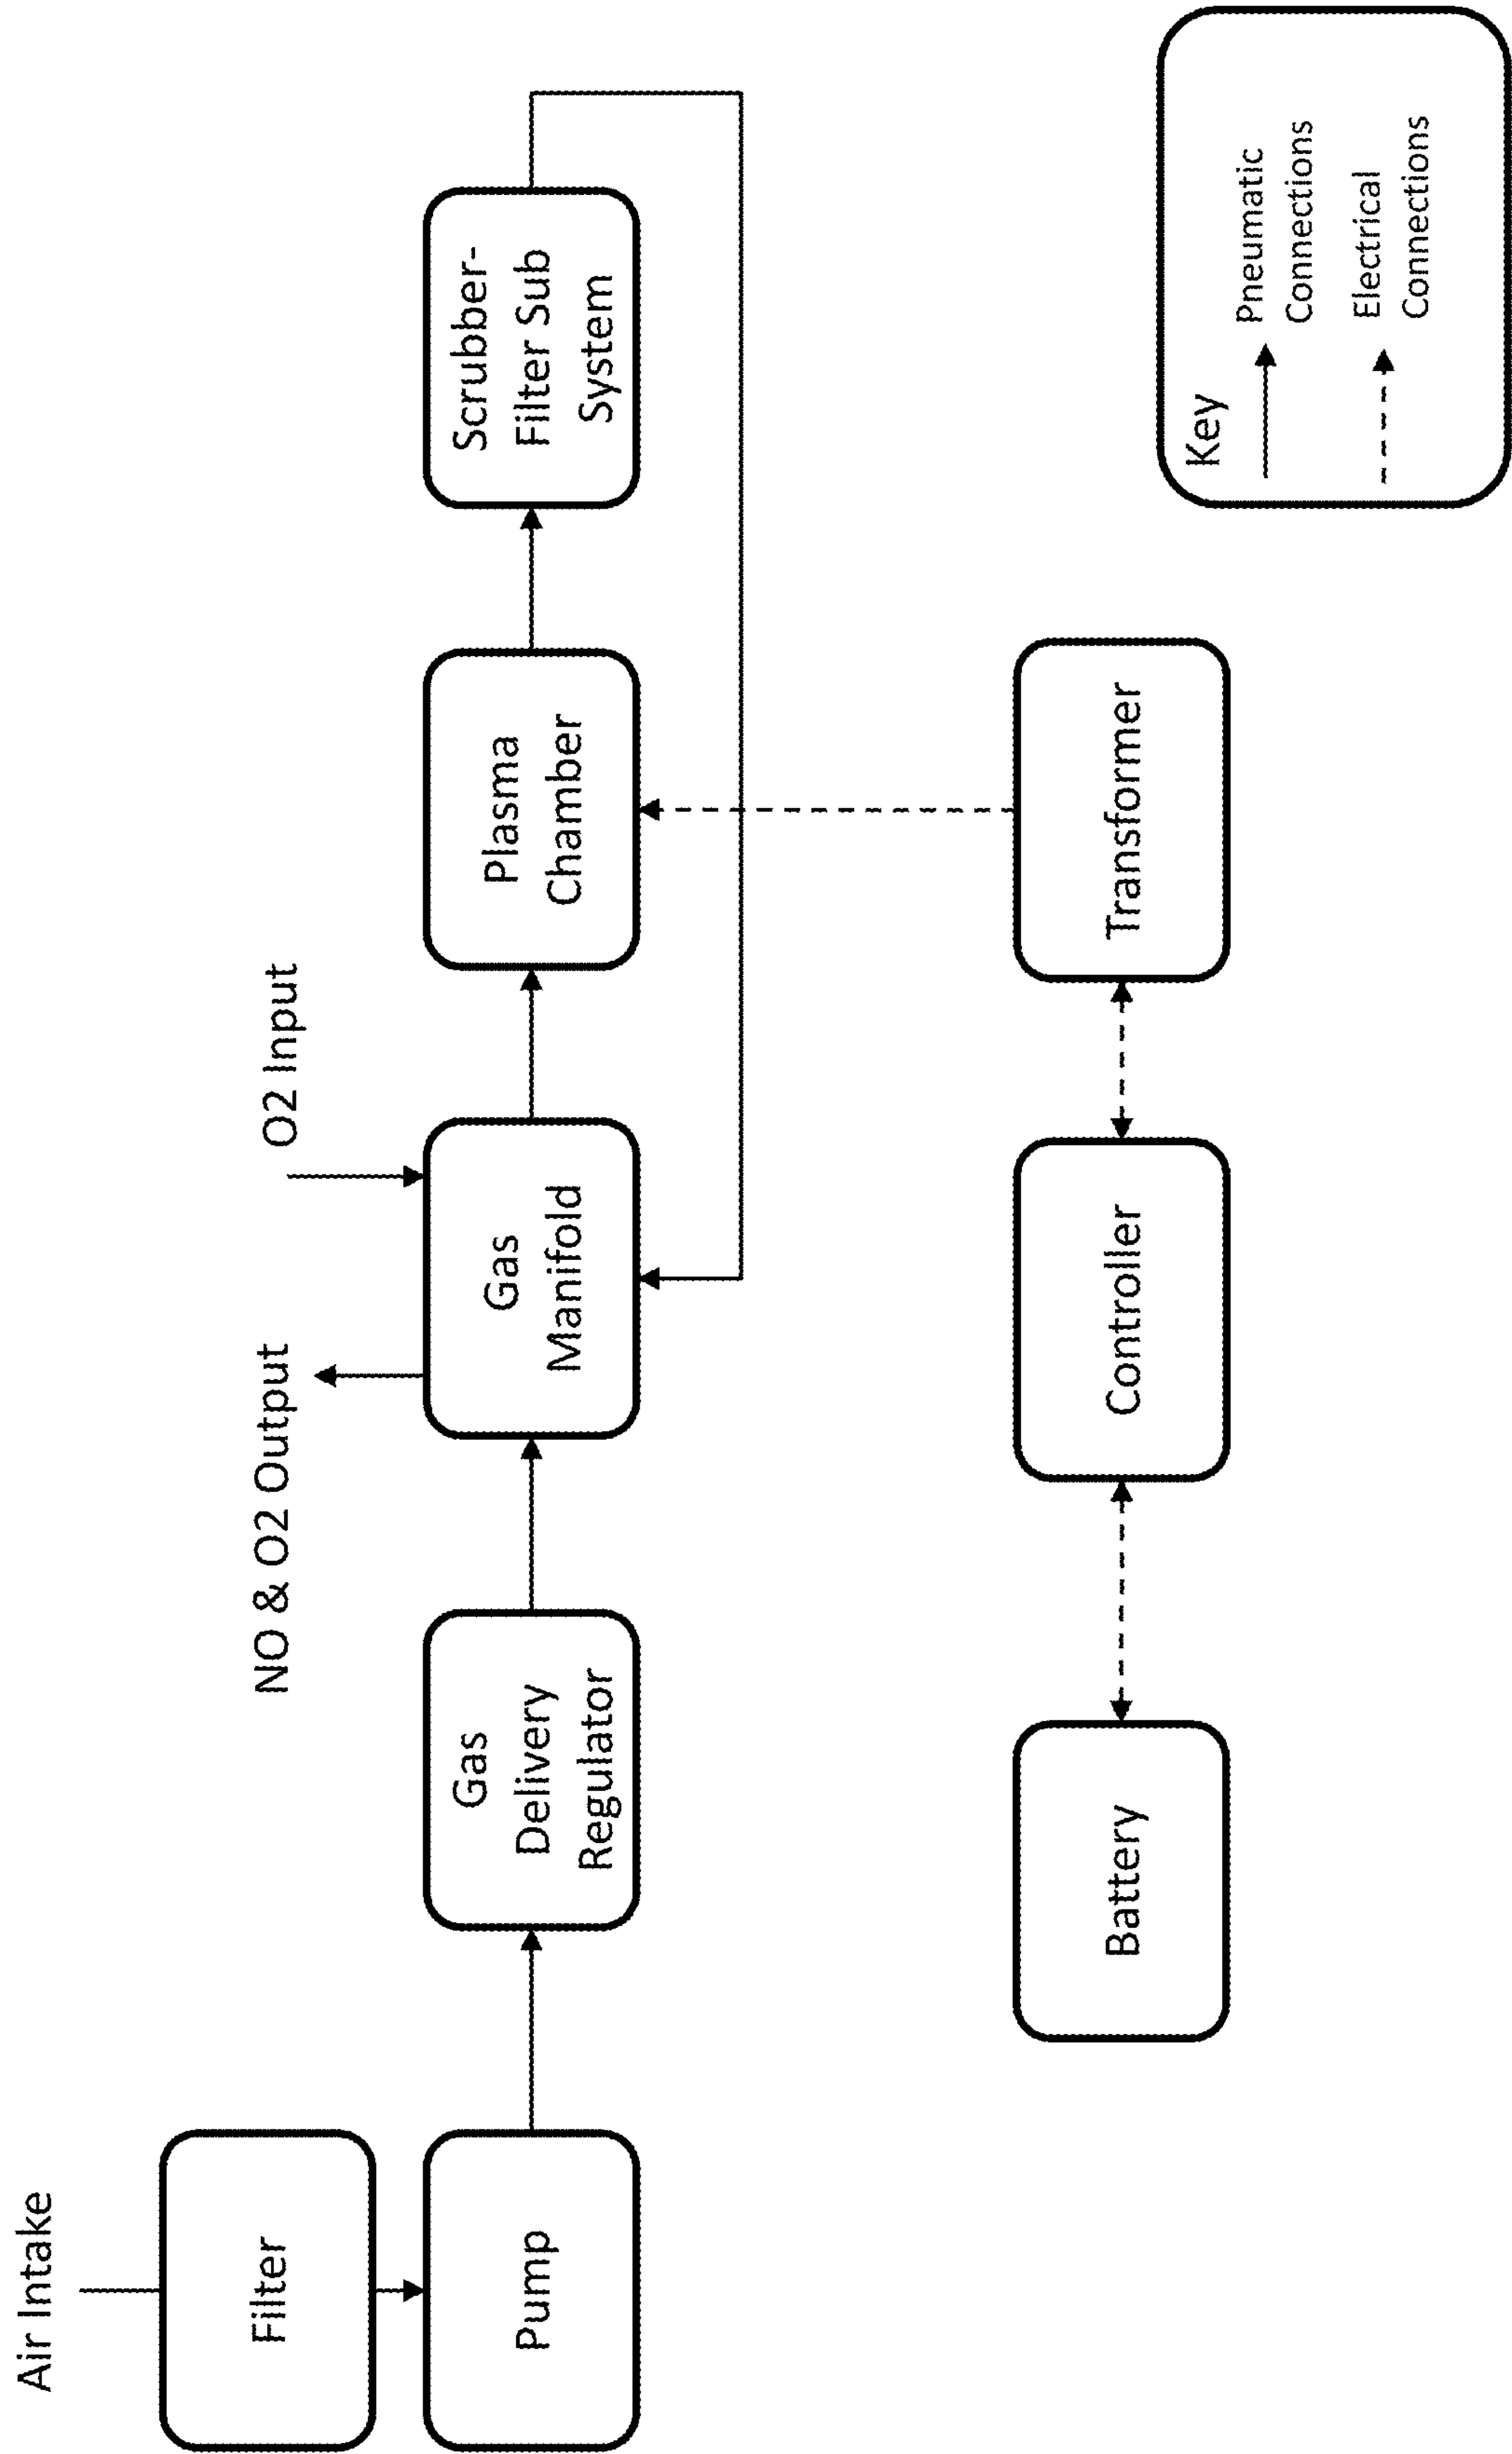 Air Intake
NO & O2 Output
O2 Input
Filter
Pump
Gas
Delivery
Regulator
Gas
Manifold
Plasma
Chamber
Scrubber-
Filter Sub
System
Battery
Controller
Transformer
Key
Pneumatic
Connections
Electrical
Connections